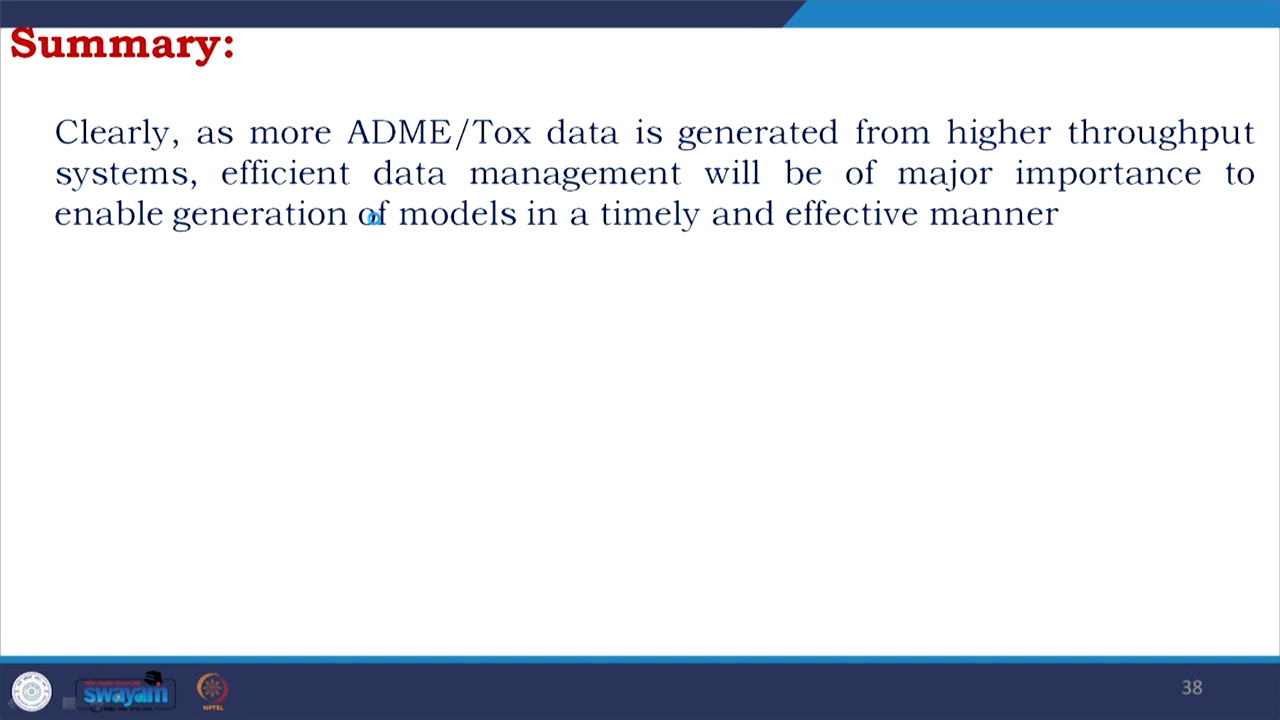 Summary:
Clearly, as more ADME/Tox data is generated from higher throughput
systems, efficient data management will be of major importance to
enable generation of models in a timely and effective manner
swayam
NPTEL
38